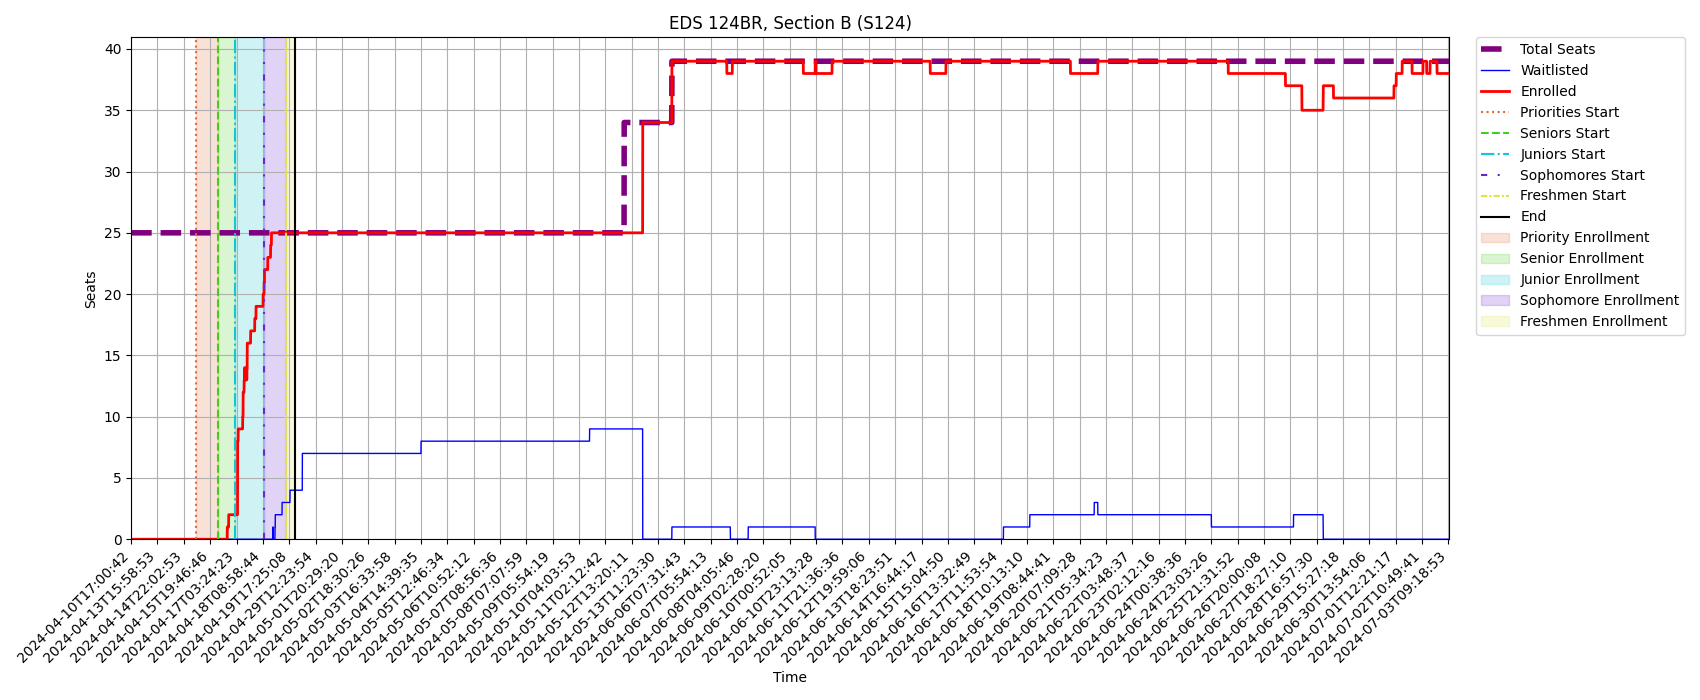 EDS 124BR, Section B (S124)
Seats
40
35
30
25
20
15
10
5
0
2024-04-10T17:00:42
2024-04-13T15:58:53
2024-04-14T22:02:53
2024-04-15T19:46:46
2024-04-17T03:24:23
2024-04-18T08:58:44
2024-04-19T17:25:08
2024-04-29T12:23:54
2024-05-01T20:29:20
2024-05-02T18:30:26
2024-05-03T16:33:58
2024-05-04T14:39:35
2024-05-05T12:46:34
2024-05-06T10:52:12
2024-05-07T08:56:36
2024-05-08T07:07:59
2024-05-09T05:54:19
2024-05-10T04:03:53
2024-05-11T02:12:42
2024-05-12T13:20:11
2024-05-13T11:23:30
2024-06-06T07:31:43
2024-06-07T05:54:13
2024-06-08T04:05:46
2024-06-09T02:28:20
2024-06-10T00:52:05
2024-06-10T23:13:28
2024-06-11T21:36:36
2024-06-12T19:59:06
2024-06-13T18:23:51
2024-06-14T16:44:17
2024-06-15T15:04:50
2024-06-16T13:32:49
2024-06-17T11:53:54
2024-06-18T10:13:10
2024-06-19T08:44:41
2024-06-20T07:09:28
2024-06-21T05:34:23
2024-06-22T03:48:37
2024-06-23T02:12:16
2024-06-24T00:38:36
2024-06-24T23:03:26
2024-06-25T21:31:52
2024-06-26T20:00:08
2024-06-27T18:27:10
2024-06-28T16:57:30
2024-06-29T15:27:18
2024-06-30T13:54:06
2024-07-01T12:21:17
2024-07-02T10:49:41
2024-07-03T09:18:53
Time
Total Seats
Waitlisted
Enrolled
Priorities Start
Seniors Start
Juniors Start
Sophomores Start
Freshmen Start
End
Priority Enrollment
Senior Enrollment
Junior Enrollment
Sophomore Enrollment
Freshmen Enrollment